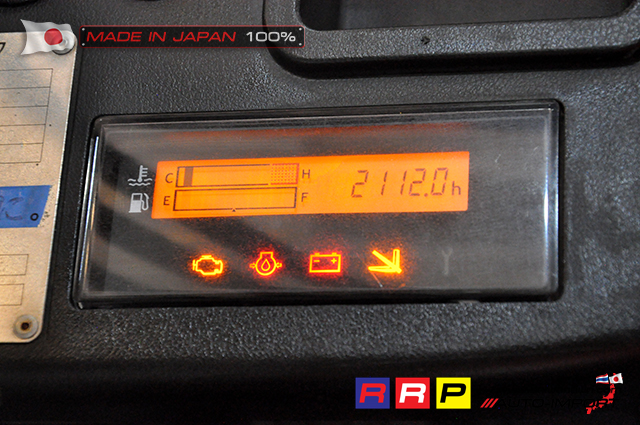 MADE IN JAPAN 100%
C H 2112.0h
E F
RRP ///